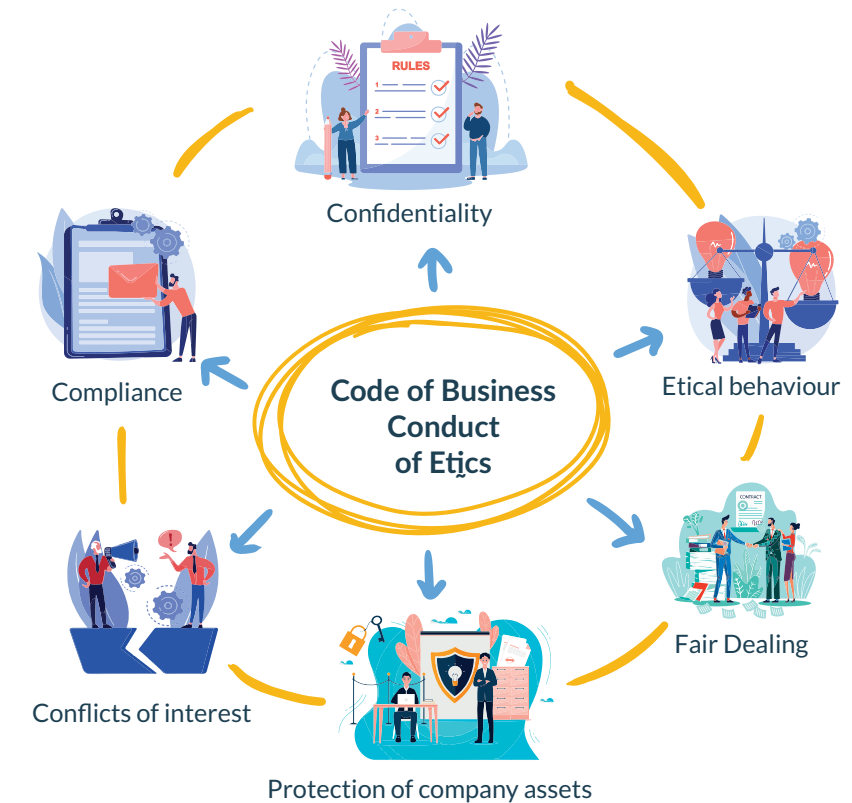 RULES
1
2
3
Confidentiality
Compliance
Etical behaviour
Code of Business
Conduct
of Etics
CONTRACT
Fair Dealing
Conflicts of interest
Protection of company assets